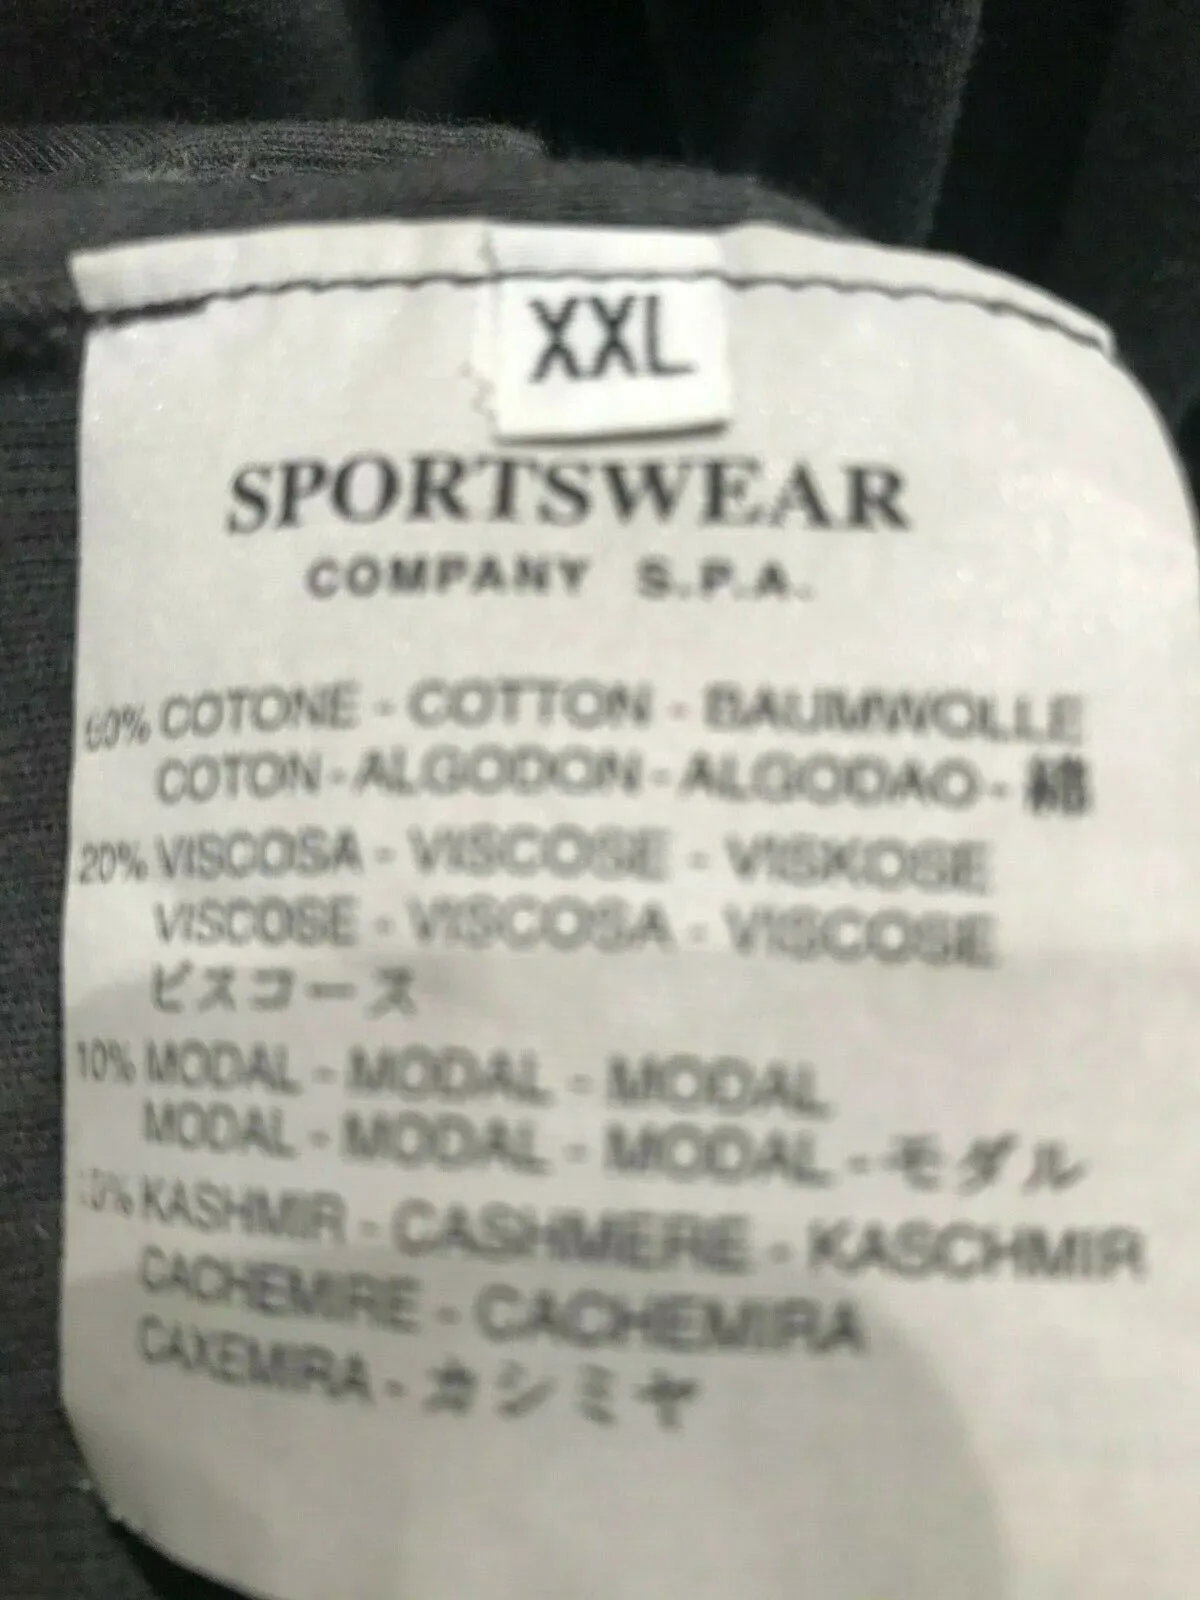 XXL
SPORTSWEAR
COMPANY S.P.A.
COTONE - COTTON - BAUMWOLLE
COTON - ALGODON - ALGODAO - 綿
20% VISCOSA - VISCOSE - VISKOSE
VISCOSE - VISCOSA - VISCOSE
ビスコース
10% MODAL - MODAL - MODAL
MODAL - MODAL - MODAL - モダル
KASHMIR - CASHMERE - KASCHMIR
CACHEMIRE - CACHEMIRA
CAXEMIRA - カシミヤ